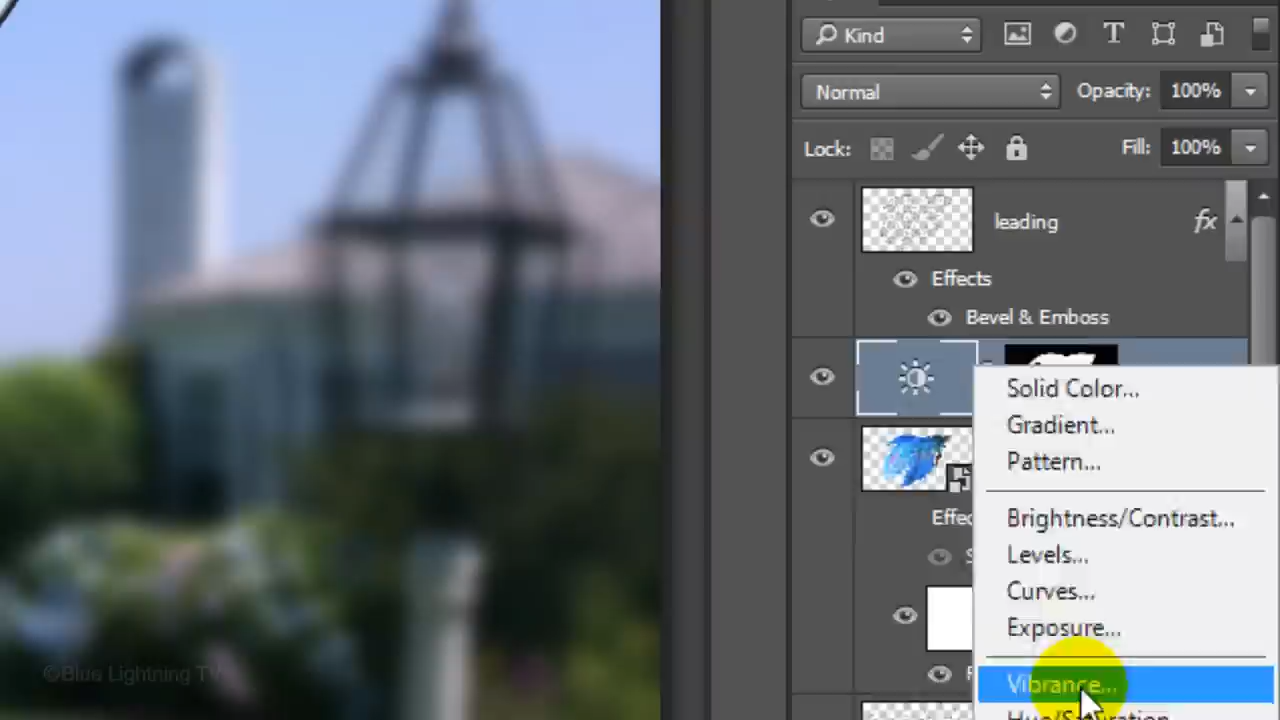 Kind
Normal
Opacity: 100%
Lock:
Fill: 100%
leading fx
Effects
Bevel & Emboss
Solid Color...
Gradient...
Pattern...
Brightness/Contrast...
Levels...
Curves...
Exposure...
Vibrance...
Hue/Saturation
©Blue Lightning TV